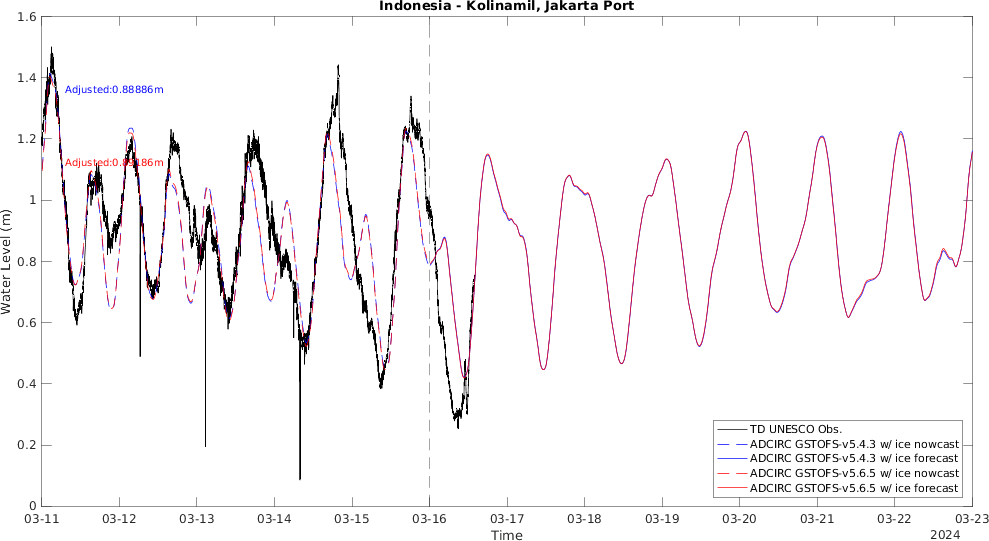 Indonesia - Kolinamil, Jakarta Port
1.6
1.4
1.2
1
0.8
0.6
0.4
0.2
0
Water Level (m)
Adjusted:0.88886m
TD UNESCO Obs.
ADCIRC GSTOFS-v5.4.3 w/ ice nowcast
ADCIRC GSTOFS-v5.4.3 w/ ice forecast
ADCIRC GSTOFS-v5.6.5 w/ ice nowcast
ADCIRC GSTOFS-v5.6.5 w/ ice forecast
03-11 03-12 03-13 03-14 03-15 03-16 03-17 03-18 03-19 03-20 03-21 03-22 03-23
Time
2024